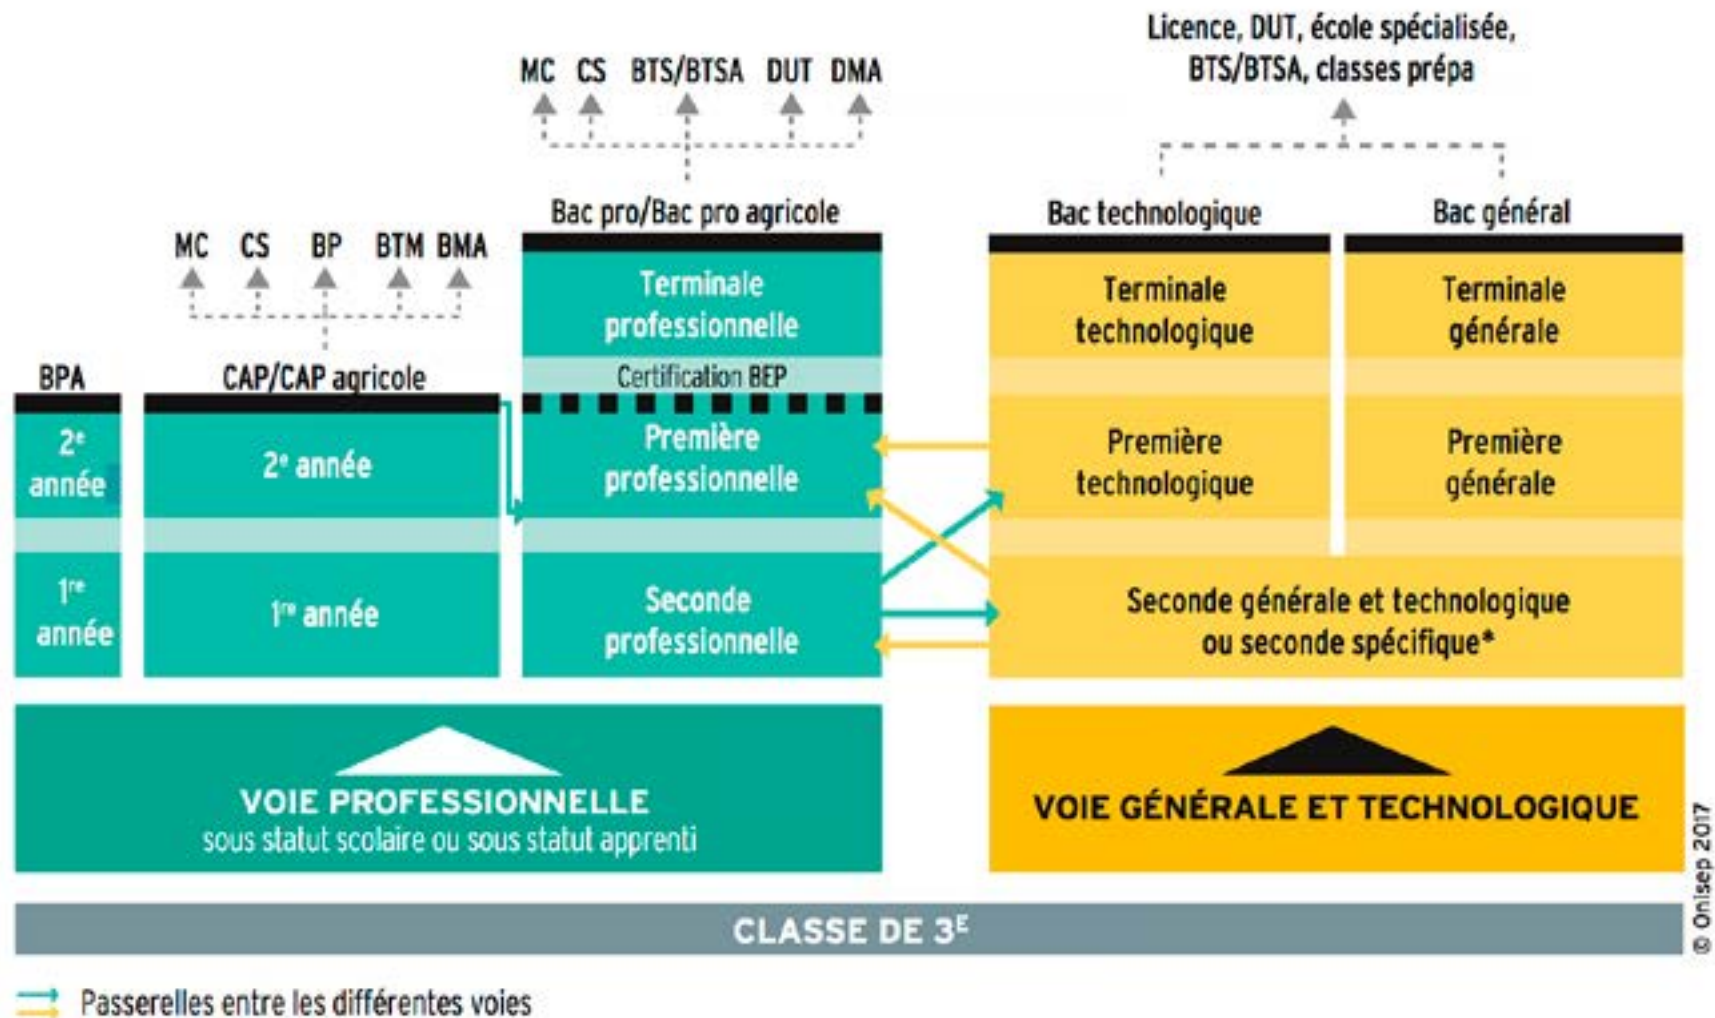 Licence, DUT, école spécialisée,
BTS/BTSA, classes prépa
MC CS BTS/BTSA DUT DMA
Bac pro/Bac pro agricole
Bac technologique
Bac général
MC CS BP BTM BMA
Terminale
professionnelle
Terminale
technologique
Terminale
générale
BPA
CAP/CAP agricole
Certification BEP
2e
année
2e année
Première
professionnelle
Première
technologique
Première
générale
1re
année
1re année
Seconde
professionnelle
Seconde générale et technologique
ou seconde spécifique*
VOIE PROFESSIONNELLE
sous statut scolaire ou sous statut apprenti
VOIE GÉNÉRALE ET TECHNOLOGIQUE
© Onisep 2017
CLASSE DE 3E
Passerelles entre les différentes voies